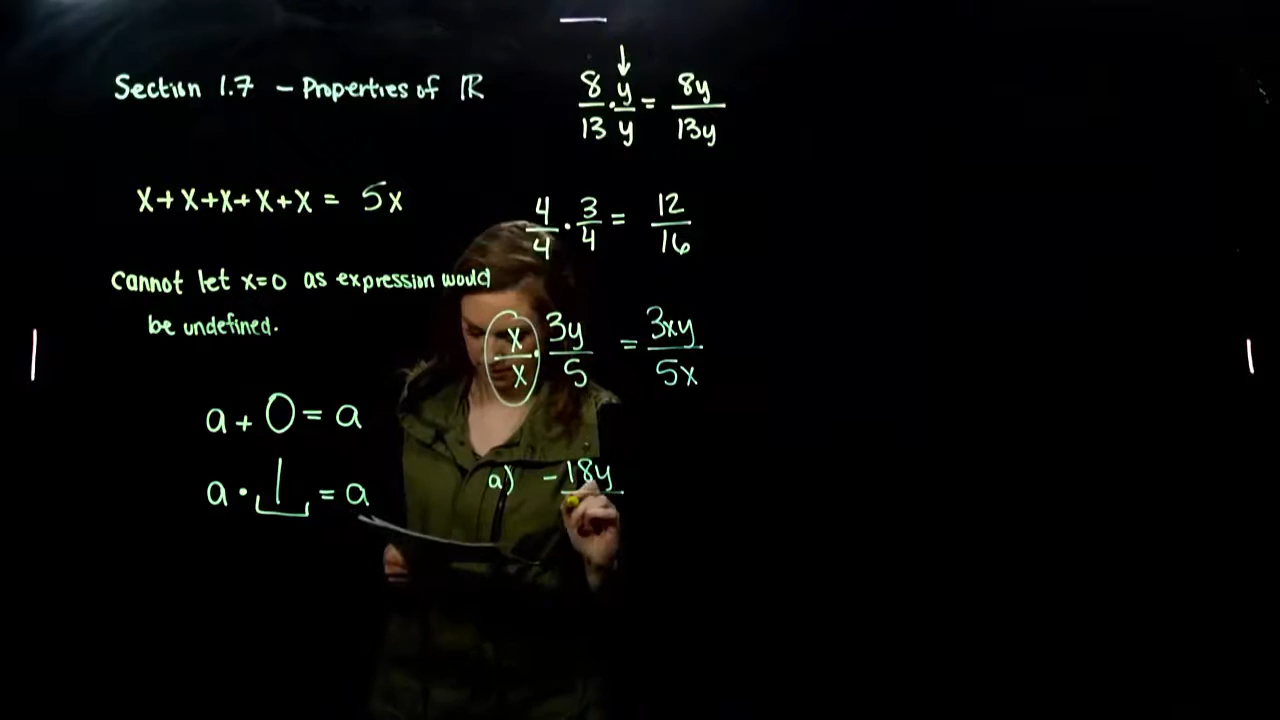 Section 1.7 - Properties of ℝ
x+x+x+x+x = 5x
cannot let x=0 as expression would
be undefined.
a + 0 = a
a · 1 = a
8/13 · y/y = 8y/13y
4/4 · 3/4 = 12/16
x/x · 3y/5 = 3xy/5x
a) -18y